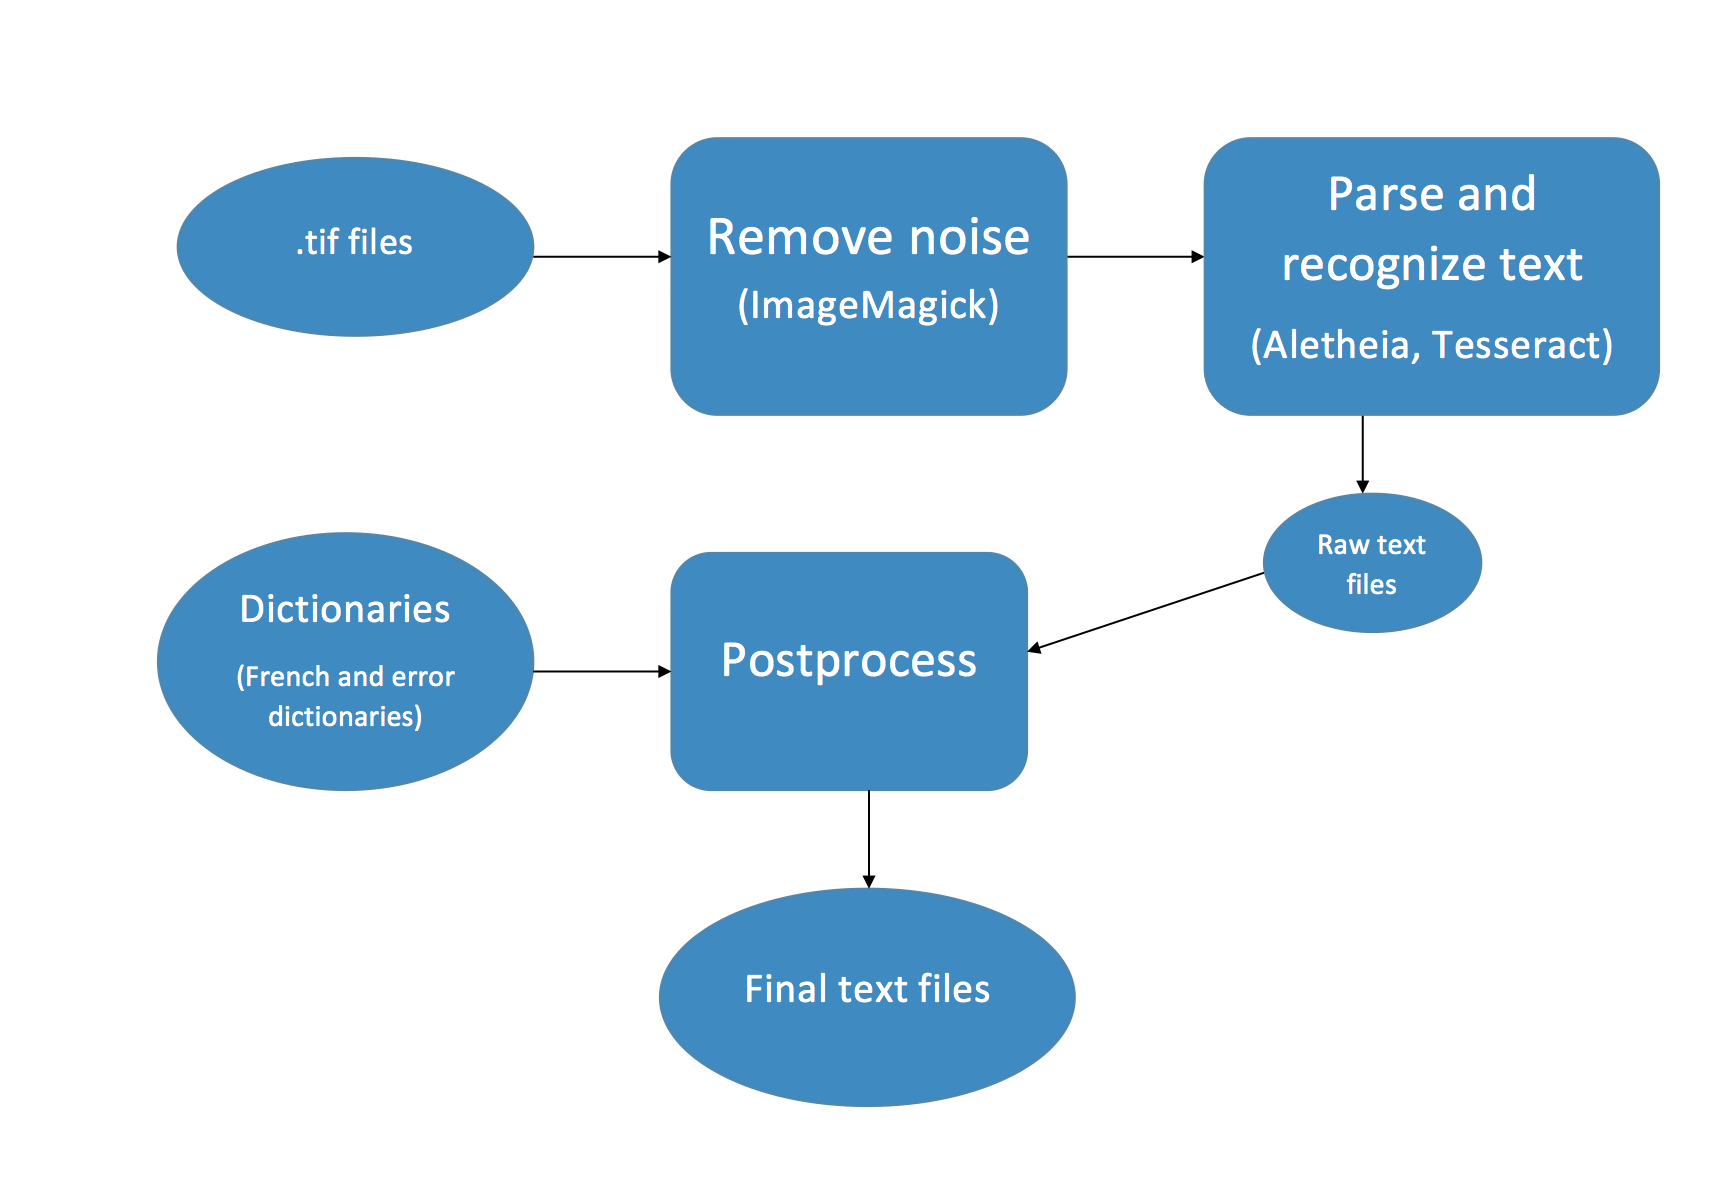 .tif files
Remove noise
(ImageMagick)
Parse and
recognize text
(Aletheia, Tesseract)
Raw text
files
Dictionaries
(French and error
dictionaries)
Postprocess
Final text files